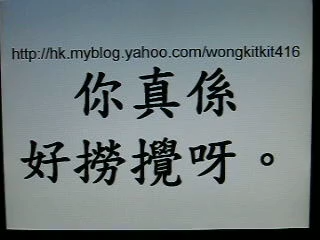 http://hk.myblog.yahoo.com/wongkitkit416
你真係
好撈攪呀。